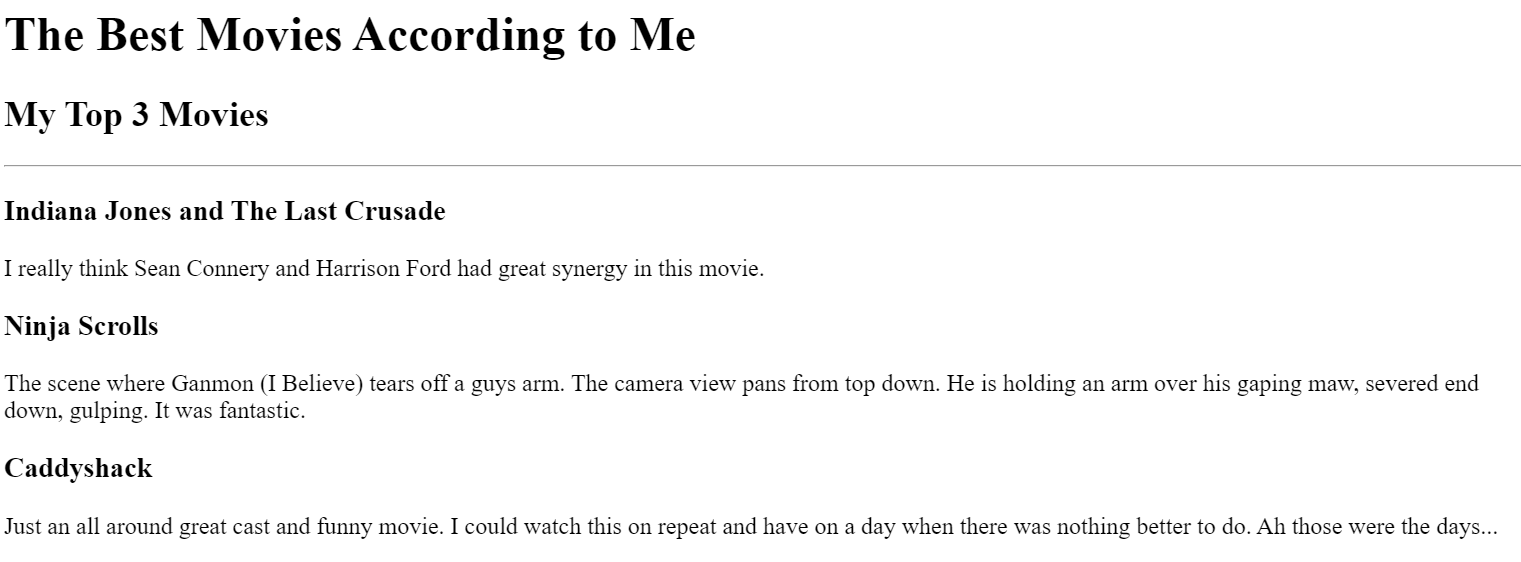 The Best Movies According to Me
My Top 3 Movies
Indiana Jones and The Last Crusade
I really think Sean Connery and Harrison Ford had great synergy in this movie.
Ninja Scrolls
The scene where Ganmon (I Believe) tears off a guys arm. The camera view pans from top down. He is holding an arm over his gaping maw, severed end
down, gulping. It was fantastic.
Caddyshack
Just an all around great cast and funny movie. I could watch this on repeat and have on a day when there was nothing better to do. Ah those were the days...